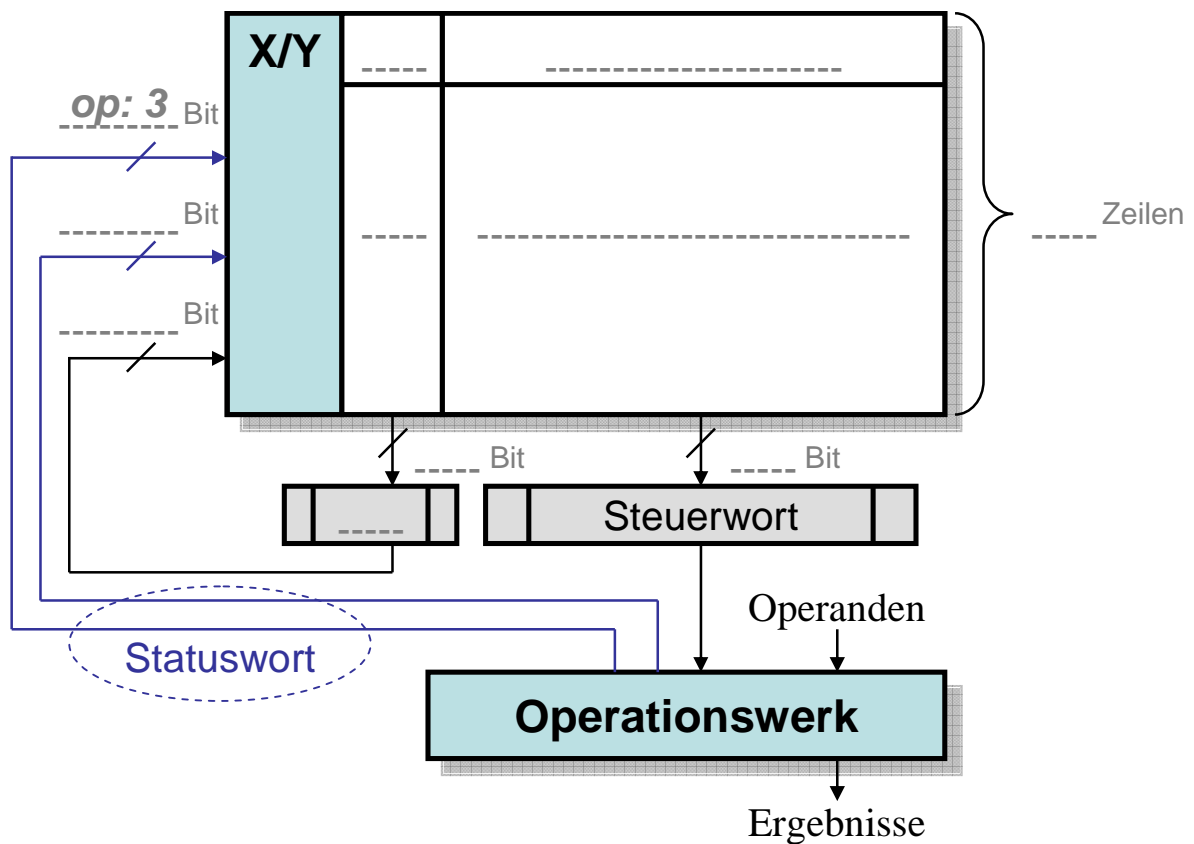 X/Y
op: 3 Bit
Bit
Zeilen
Bit
Bit
Bit
Steuerwort
Operanden
Statuswort
Operationswerk
Ergebnisse